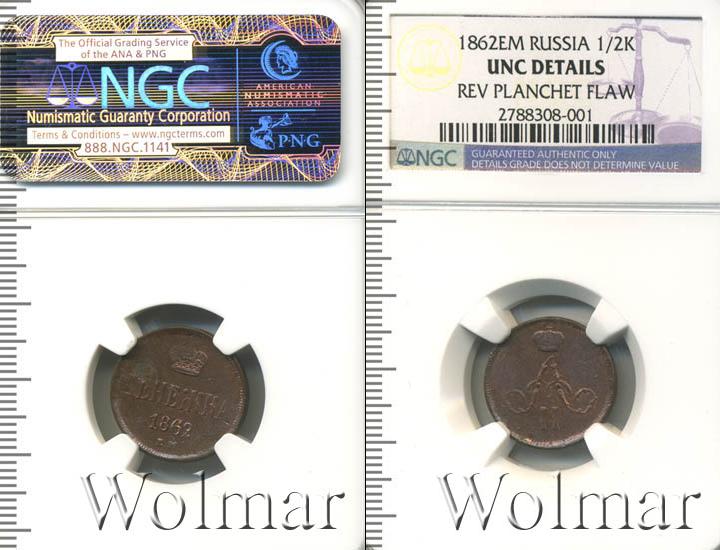 The Official Grading Service
of the ANA & PNG
NGC
Numismatic Guaranty Corporation
Terms & Conditions – www.ngcterms.com
888.NGC.1141
AMERICAN
NUMISMATIC
ASSOCIATION
P·N·G
1862EM RUSSIA 1/2K
UNC DETAILS
REV PLANCHET FLAW
2788308-001
NGC
GUARANTEED AUTHENTIC ONLY
DETAILS GRADE DOES NOT DETERMINE VALUE
ДЕНЕЖКА
1862
А
II
Wolmar
Wolmar